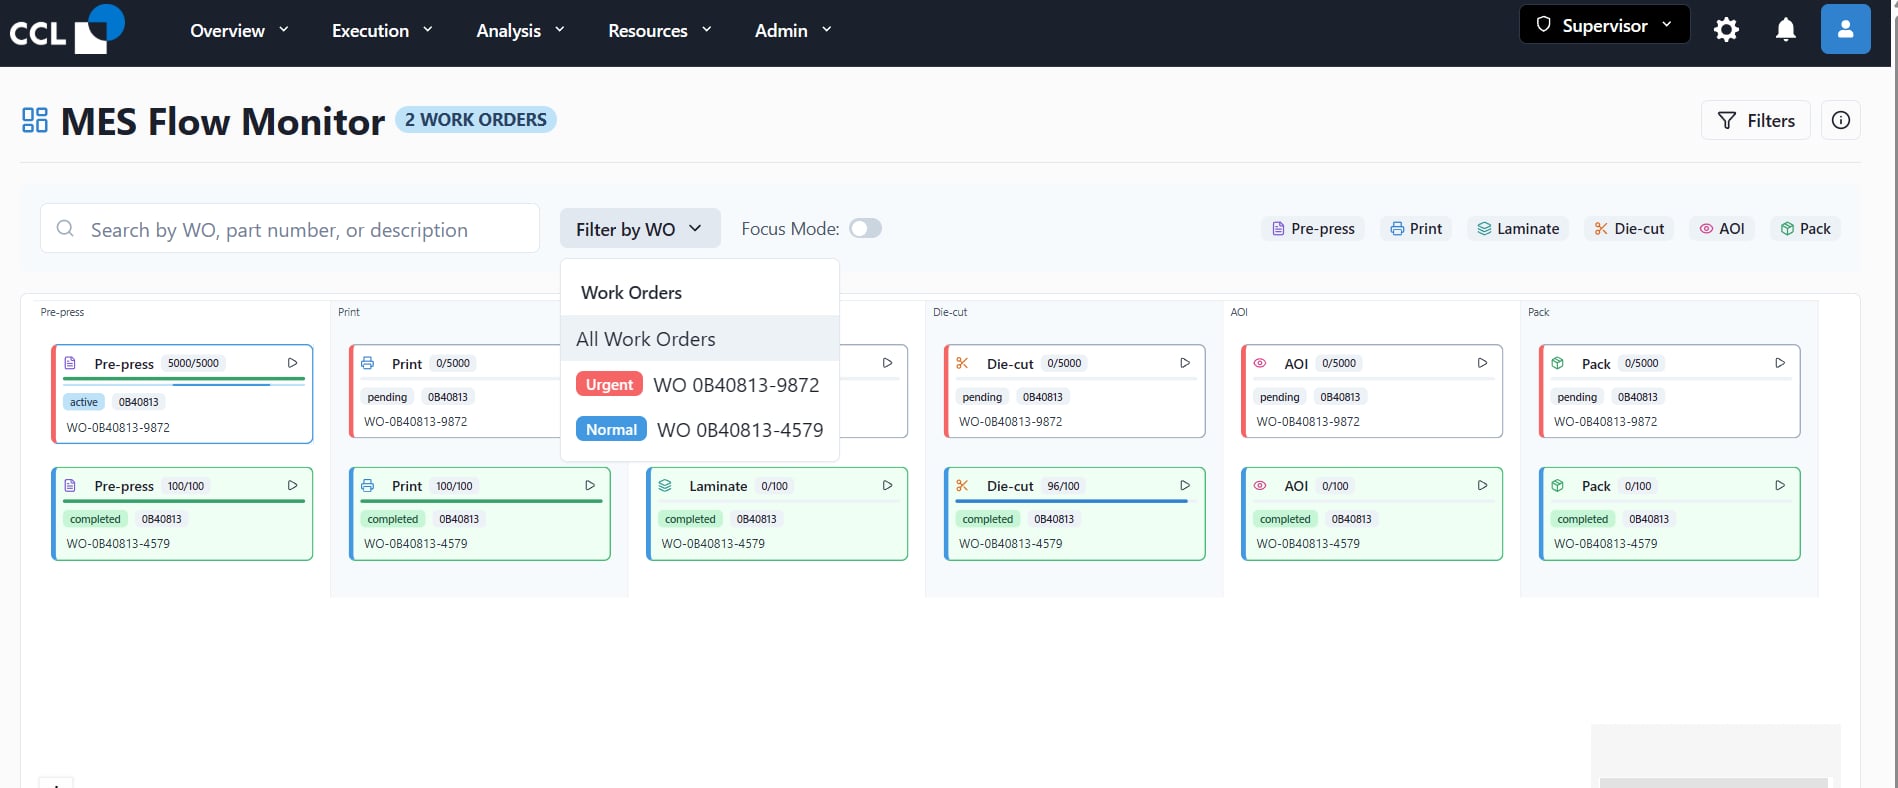 CCL
Overview
Execution
Analysis
Resources
Admin
Supervisor
MES Flow Monitor
2 WORK ORDERS
Filters
Search by WO, part number, or description
Filter by WO
Focus Mode:
Pre-press
Print
Laminate
Die-cut
AOI
Pack
Work Orders
All Work Orders
Urgent WO 0B40813-9872
Normal WO 0B40813-4579
Pre-press
Print
Die-cut
AOI
Pack
Pre-press 5000/5000
active 0B40813
WO-0B40813-9872
Print 0/5000
pending 0B40813
WO-0B40813-9872
Die-cut 0/5000
pending 0B40813
WO-0B40813-9872
AOI 0/5000
pending 0B40813
WO-0B40813-9872
Pack 0/5000
pending 0B40813
WO-0B40813-9872
Pre-press 100/100
completed 0B40813
WO-0B40813-4579
Print 100/100
completed 0B40813
WO-0B40813-4579
Laminate 0/100
completed 0B40813
WO-0B40813-4579
Die-cut 96/100
completed 0B40813
WO-0B40813-4579
AOI 0/100
completed 0B40813
WO-0B40813-4579
Pack 0/100
completed 0B40813
WO-0B40813-4579